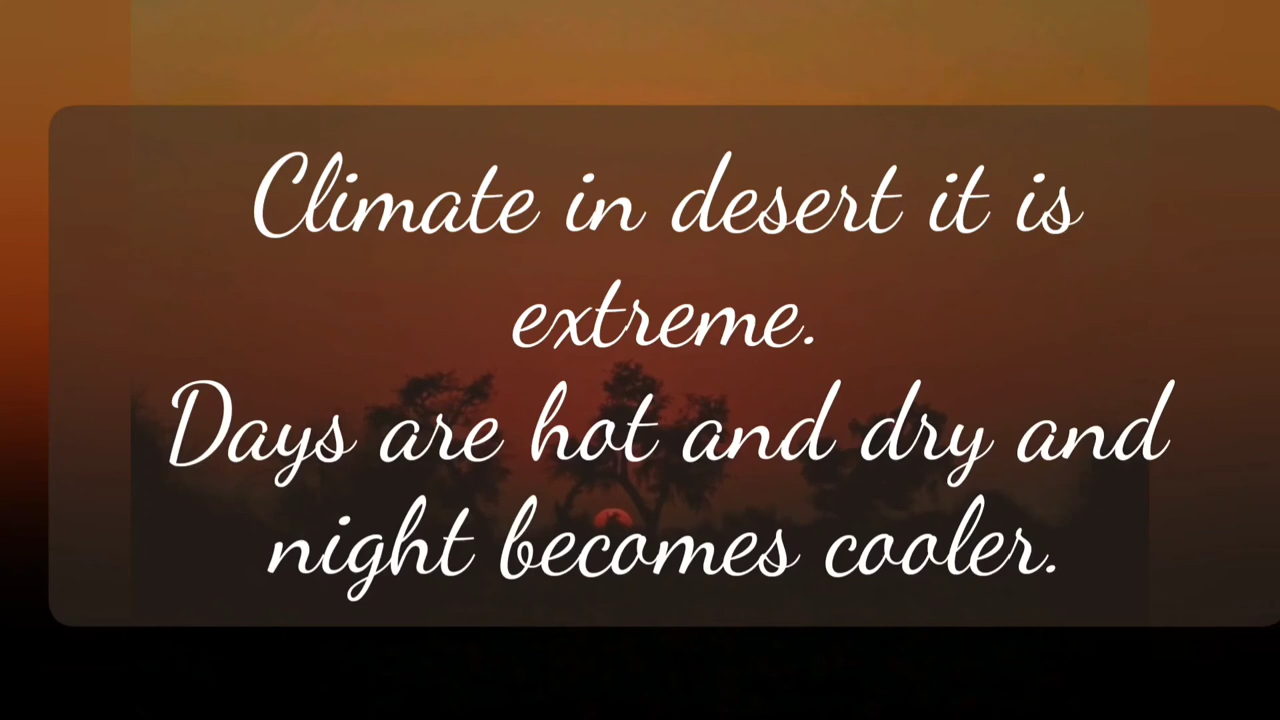 Climate in desert it is
extreme.
Days are hot and dry and
night becomes cooler.